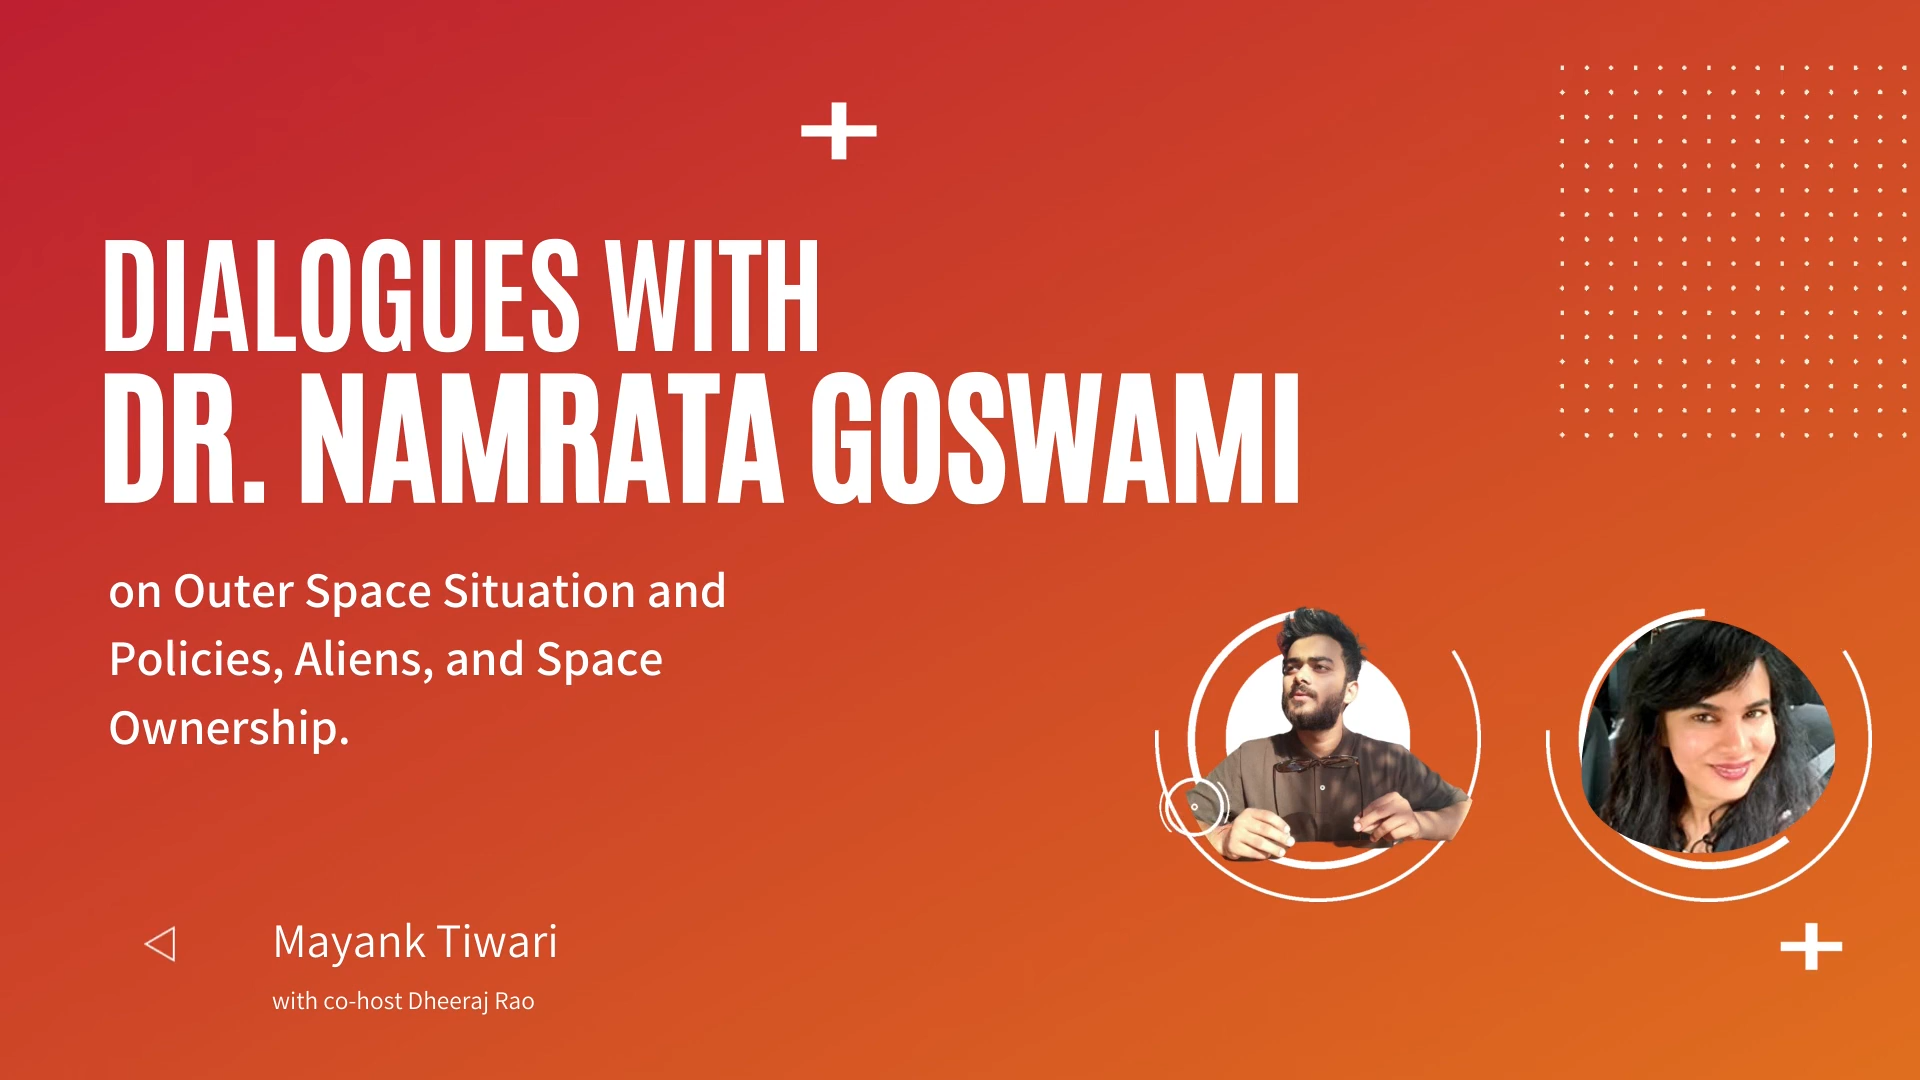 DIALOGUES WITH
DR. NAMRATA GOSWAMI
on Outer Space Situation and
Policies, Aliens, and Space
Ownership.
Mayank Tiwari
with co-host Dheeraj Rao